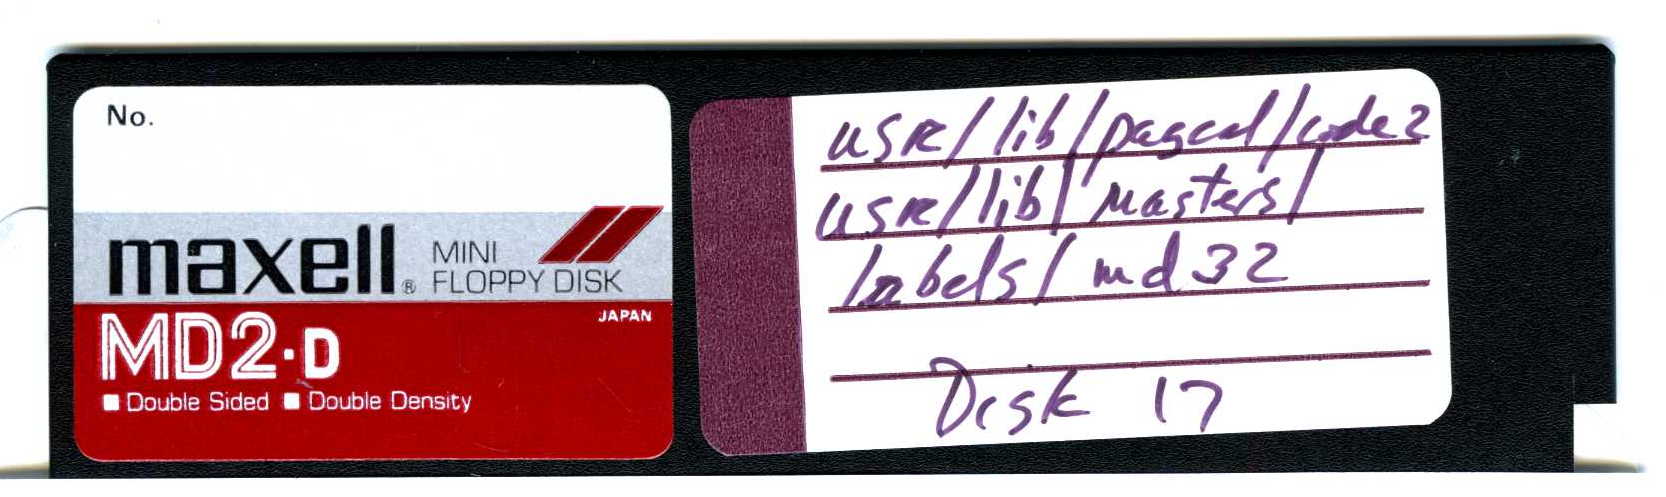 No.
maxell® MINI FLOPPY DISK
JAPAN
MD2-D
■ Double Sided ■ Double Density
usr/lib/pascal/code2
usr/lib/masters/
labels/md32
Disk 17